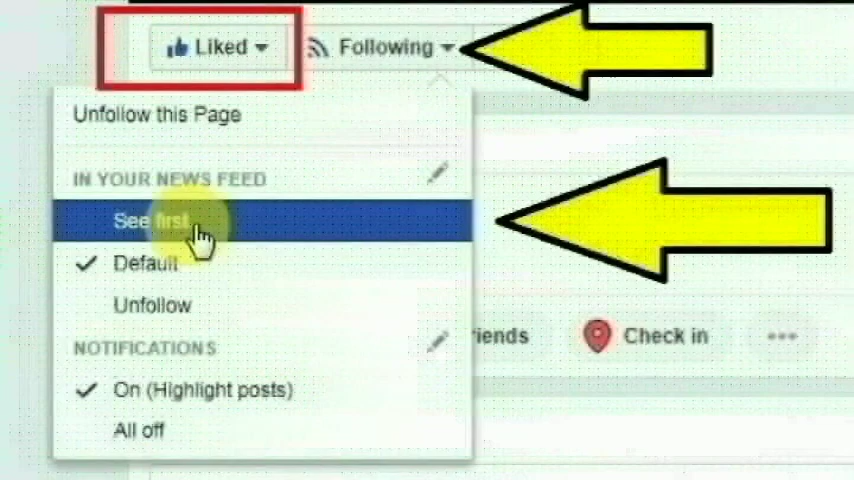 Liked Following
Unfollow this Page
IN YOUR NEWS FEED
See first
Default
Unfollow
riends Check in
NOTIFICATIONS
On (Highlight posts)
All off